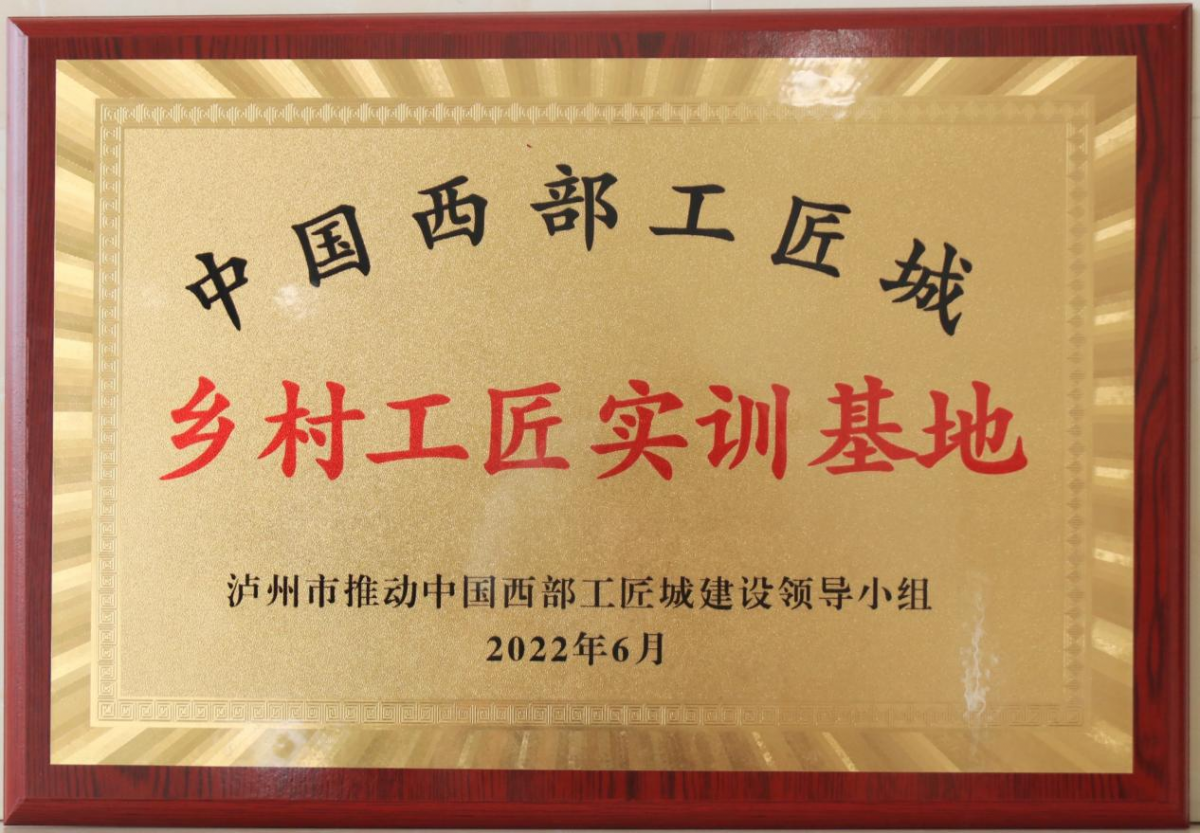 中国西部工匠城
乡村工匠实训基地
泸州市推动中国西部工匠城建设领导小组
2022年6月